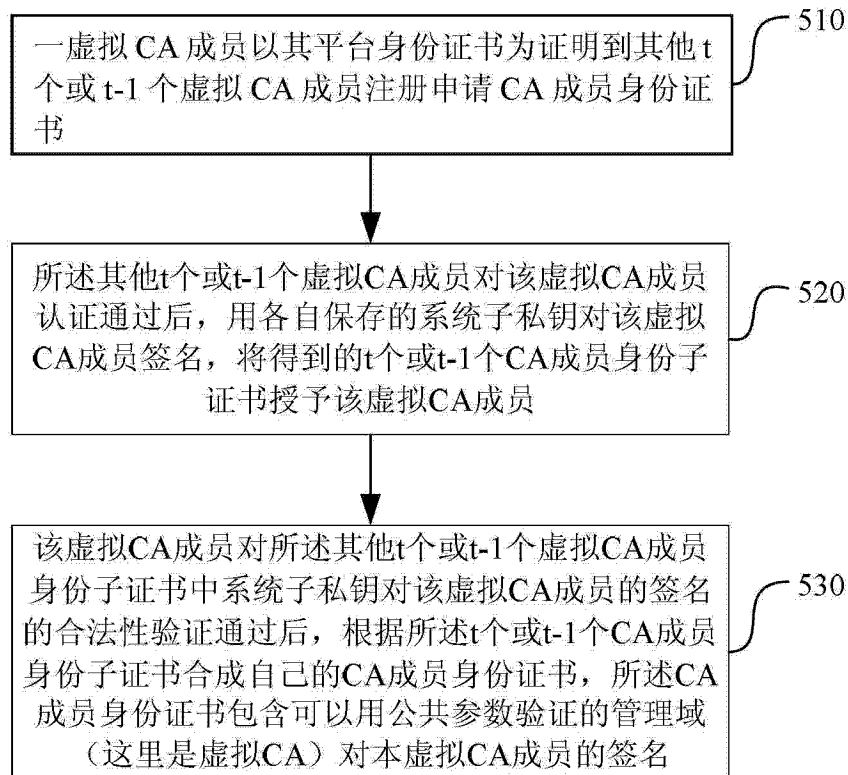 一虚拟 CA 成员以其平台身份证书为证明到其他 t
个或 t-1 个虚拟 CA 成员注册申请 CA 成员身份证
书
510
所述其他t个或t-1个虚拟CA成员对该虚拟CA成员
认证通过后，用各自保存的系统子私钥对该虚拟
CA成员签名，将得到的t个或t-1个CA成员身份子
证书授予该虚拟CA成员
520
该虚拟CA成员对所述其他t个或t-1个虚拟CA成员
身份子证书中系统子私钥对该虚拟CA成员的签名
的合法性验证通过后，根据所述t个或t-1个CA成员
身份子证书合成自己的CA成员身份证书，所述CA
成员身份证书包含可以用公共参数验证的管理域
（这里是虚拟CA）对本虚拟CA成员的签名
530